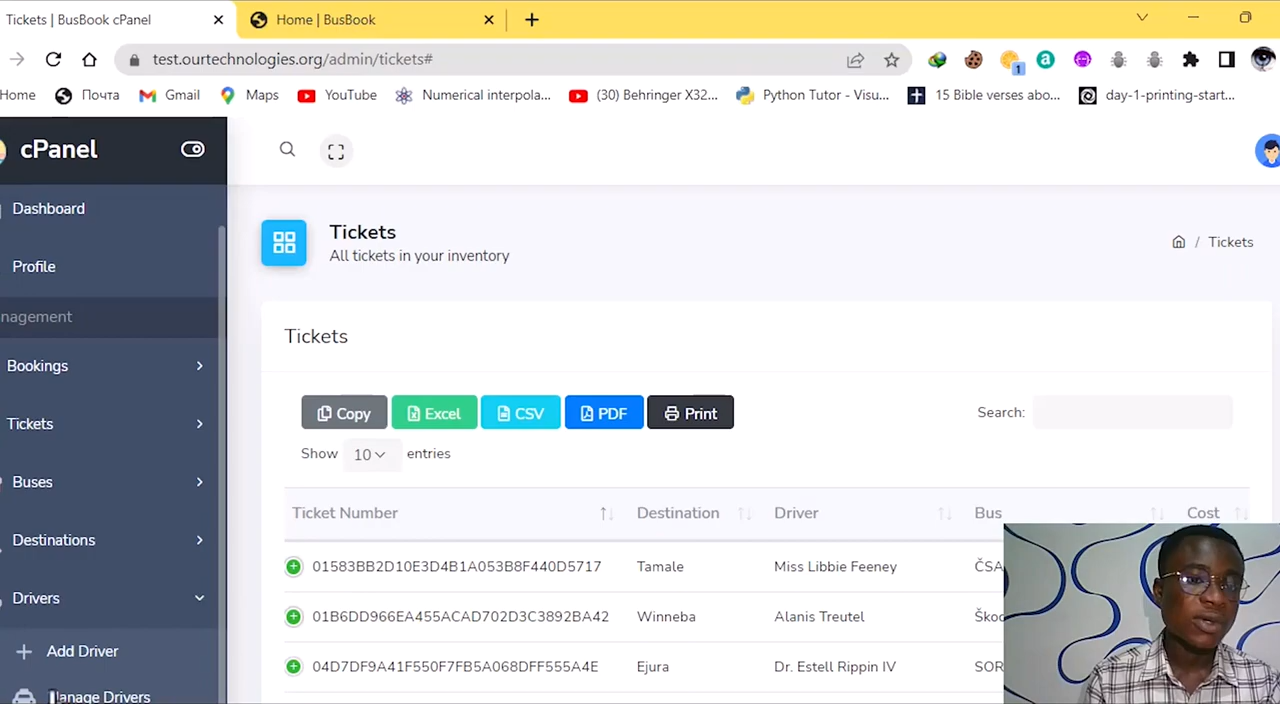 Tickets | BusBook cPanel
Home | BusBook
test.ourtechnologies.org/admin/tickets#
Home
Почта
Gmail
Maps
YouTube
Numerical interpola...
(30) Behringer X32...
Python Tutor - Visu...
15 Bible verses abo...
day-1-printing-start...
1
cPanel
Dashboard
Profile
nagement
Bookings
Tickets
Buses
Destinations
Drivers
Add Driver
Manage Drivers
Tickets
All tickets in your inventory
/ Tickets
Tickets
Copy Excel CSV PDF Print
Search:
Show 10 entries
Ticket Number Destination Driver Bus Cost
01583BB2D10E3D4B1A053B8F440D5717 Tamale Miss Libbie Feeney ČSA
01B6DD966EA455ACAD702D3C3892BA42 Winneba Alanis Treutel Škoc
04D7DF9A41F550F7FB5A068DFF555A4E Ejura Dr. Estell Rippin IV SOR